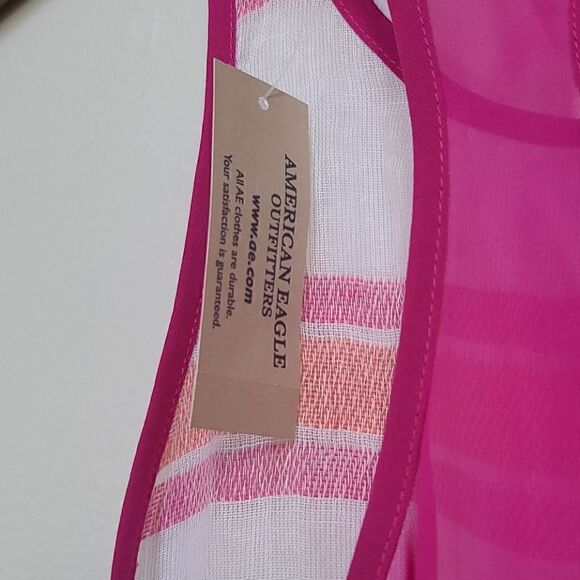 AMERICAN EAGLE
OUTFITTERS
www.ae.com
All AE clothes are durable.
Your satisfaction is guaranteed.